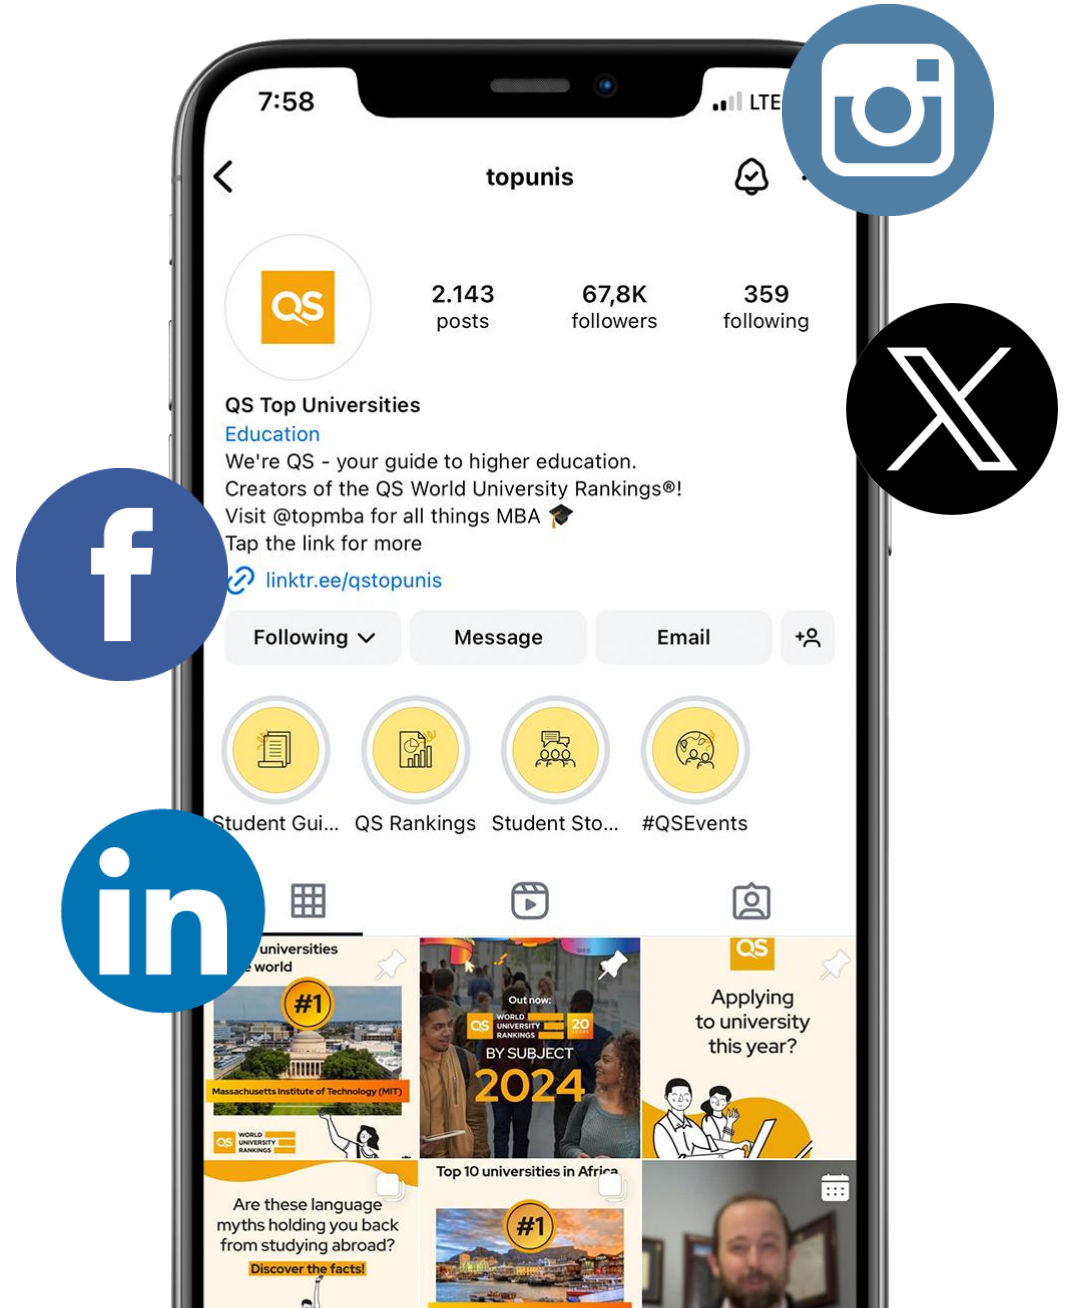 7:58
LTE
topunis
QS
2.143
posts
67,8K
followers
359
following
QS Top Universities
Education
We're QS - your guide to higher education.
Creators of the QS World University Rankings®!
Visit @topmba for all things MBA 🎓
Tap the link for more
linktr.ee/qstopunis
Following
Message
Email
Student Gui...
QS Rankings
Student Sto...
#QSEvents
f
in
universities
world
#1
Massachusetts Institute of Technology (MIT)
QS WORLD
UNIVERSITY
RANKINGS
Out now:
QS WORLD
UNIVERSITY
RANKINGS
20
BY SUBJECT
2024
QS
Applying
to university
this year?
Are these language
myths holding you back
from studying abroad?
Discover the facts!
Top 10 universities in Africa
#1